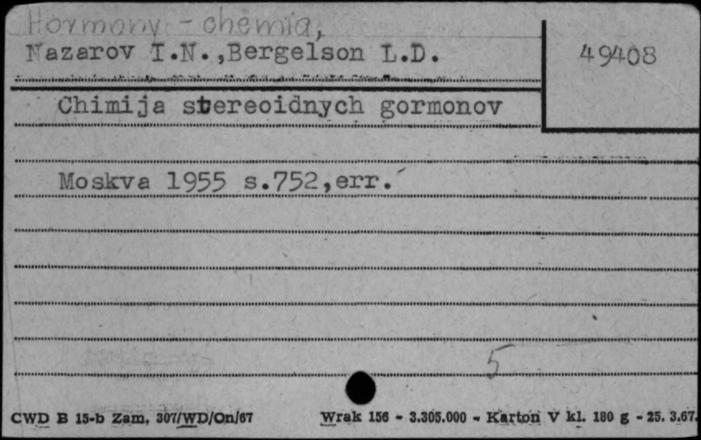 Hormony - chemia,
Nazarov I.N.,Bergelson L.D.
49408
Chimija stereoidnych gormonov
Moskva 1955 s.752,err.
5
CWD B 15-b Zam. 307/WD/On/67 Wrak 156 - 3.305.000 - Karton V kl. 180 g - 25. 3.67.